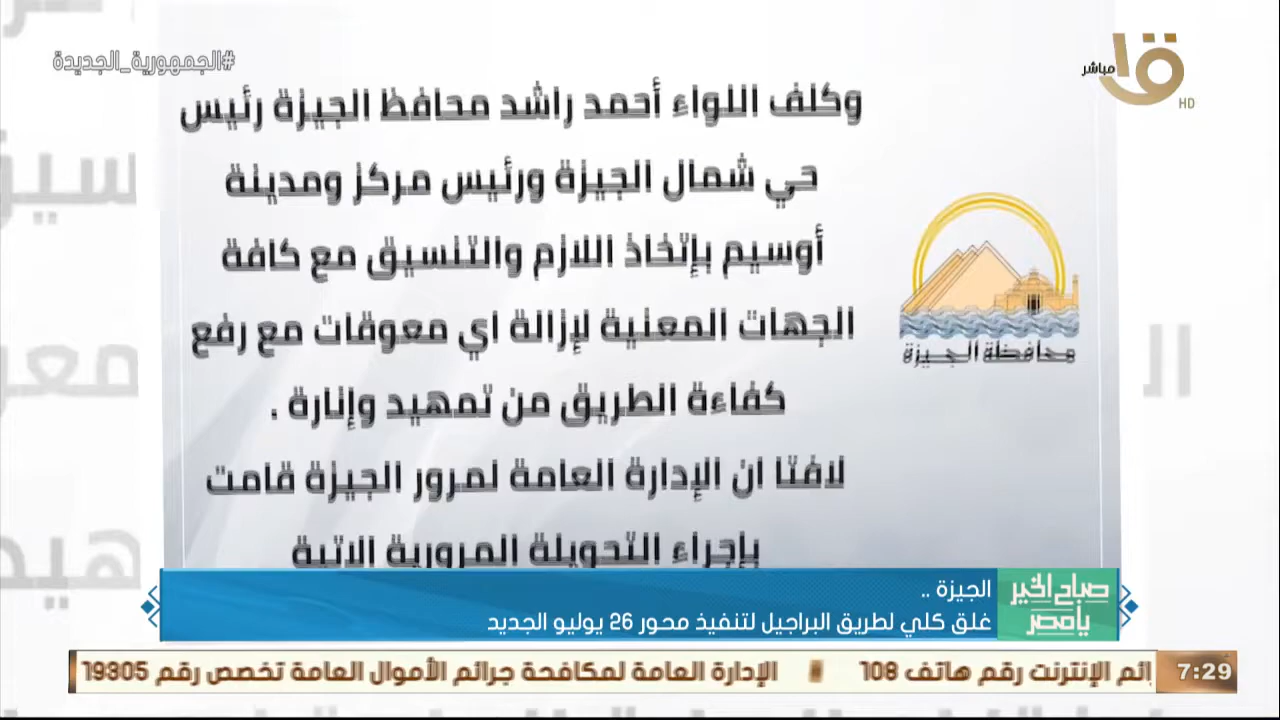 #الجمهورية_الجديدة
مباشر
HD
وكلف اللواء أحمد راشد محافظ الجيزة رئيس
حي شمال الجيزة ورئيس مركز ومدينة
أوسيم بإتخاذ اللازم والتنسيق مع كافة
الجهات المعنية لإزالة اي معوقات مع رفع
كفاءة الطريق من تمهيد وإنارة .
لافتا ان الإدارة العامة لمرور الجيزة قامت
بإجراء التحويلة المرورية الاتية
محافظة الجيزة
صباح الخير
يا مصر
الجيزة ..
غلق كلي لطريق البراجيل لتنفيذ محور 26 يوليو الجديد
7:29
ائم الإنترنت رقم هاتف 108
الإدارة العامة لمكافحة جرائم الأموال العامة تخصص رقم 19305